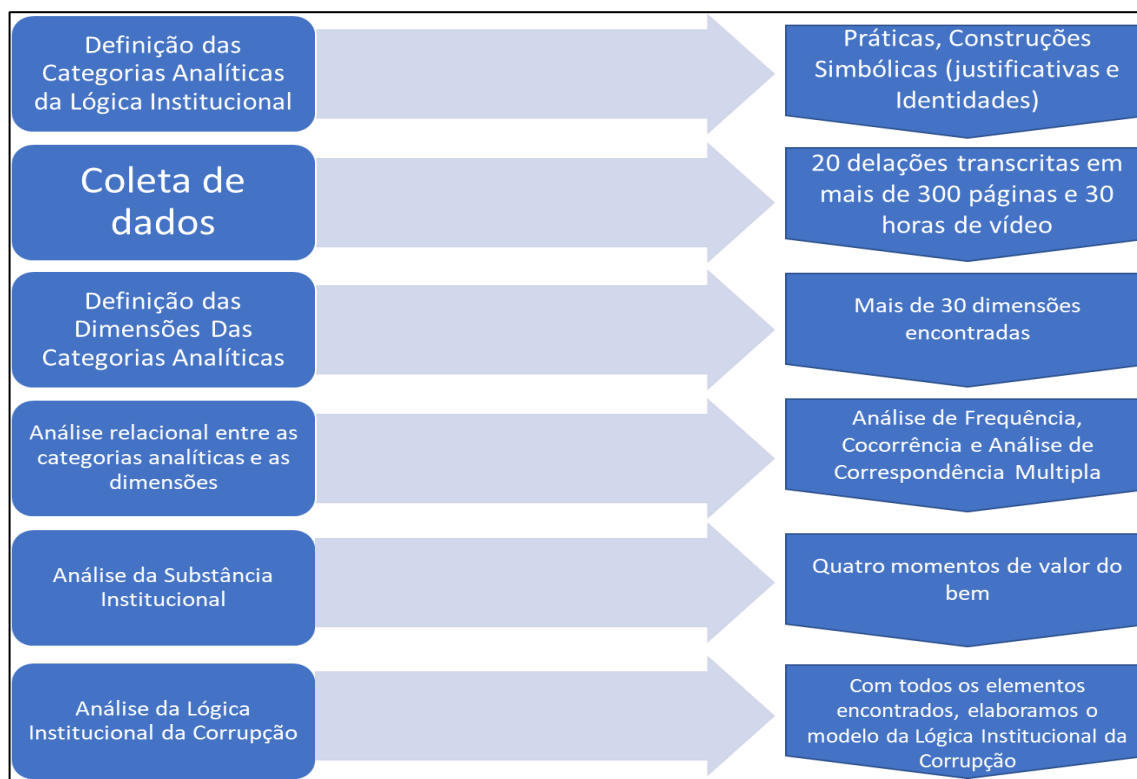 Definição das
Categorias Analíticas
da Lógica Institucional
Práticas, Construções
Simbólicas (justificativas e
Identidades)
Coleta de
dados
20 delações transcritas em
mais de 300 páginas e 30
horas de vídeo
Definição das
Dimensões Das
Categorias Analíticas
Mais de 30 dimensões
encontradas
Análise relacional entre as
categorias analíticas e as
dimensões
Análise de Frequência,
Cocorrência e Análise de
Correspondência Multipla
Análise da Substância
Institucional
Quatro momentos de valor do
bem
Análise da Lógica
Institucional da Corrupção
Com todos os elementos
encontrados, elaboramos o
modelo da Lógica Institucional da
Corrupção